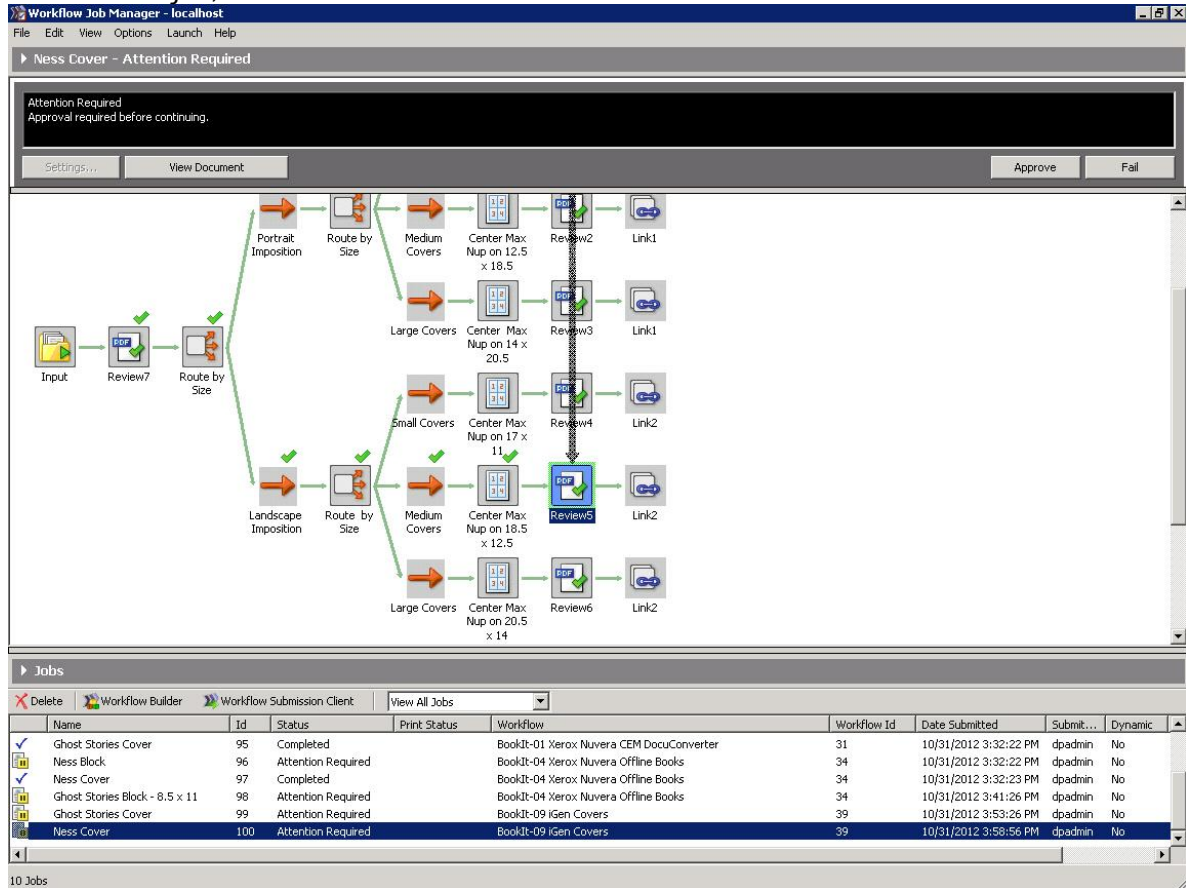 Workflow Job Manager - localhost
File Edit View Options Launch Help
Ness Cover - Attention Required
Attention Required
Approval required before continuing.
Settings... View Document Approve Fail
Portrait Imposition
Route by Size
Medium Covers
Center Max Nup on 12.5 x 18.5
Review2
Link1
Large Covers
Center Max Nup on 14 x 20.5
Review3
Link1
Input
Review7
Route by Size
Small Covers
Center Max Nup on 17 x 11
Review4
Link2
Landscape Imposition
Route by Size
Medium Covers
Center Max Nup on 18.5 x 12.5
Review5
Link2
Large Covers
Center Max Nup on 20.5 x 14
Review6
Link2
Jobs
Delete Workflow Builder Workflow Submission Client View All Jobs
Name Id Status Print Status Workflow Workflow Id Date Submitted Submit... Dynamic
Ghost Stories Cover 95 Completed BookIt-01 Xerox Nuvera CEM DocuConverter 31 10/31/2012 3:32:22 PM dpadmin No
Ness Block 96 Attention Required BookIt-04 Xerox Nuvera Offline Books 34 10/31/2012 3:32:22 PM dpadmin No
Ness Cover 97 Completed BookIt-04 Xerox Nuvera Offline Books 34 10/31/2012 3:32:23 PM dpadmin No
Ghost Stories Block - 8.5 x 11 98 Attention Required BookIt-04 Xerox Nuvera Offline Books 34 10/31/2012 3:41:26 PM dpadmin No
Ghost Stories Cover 99 Attention Required BookIt-09 iGen Covers 39 10/31/2012 3:53:26 PM dpadmin No
Ness Cover 100 Attention Required BookIt-09 iGen Covers 39 10/31/2012 3:58:56 PM dpadmin No
10 Jobs